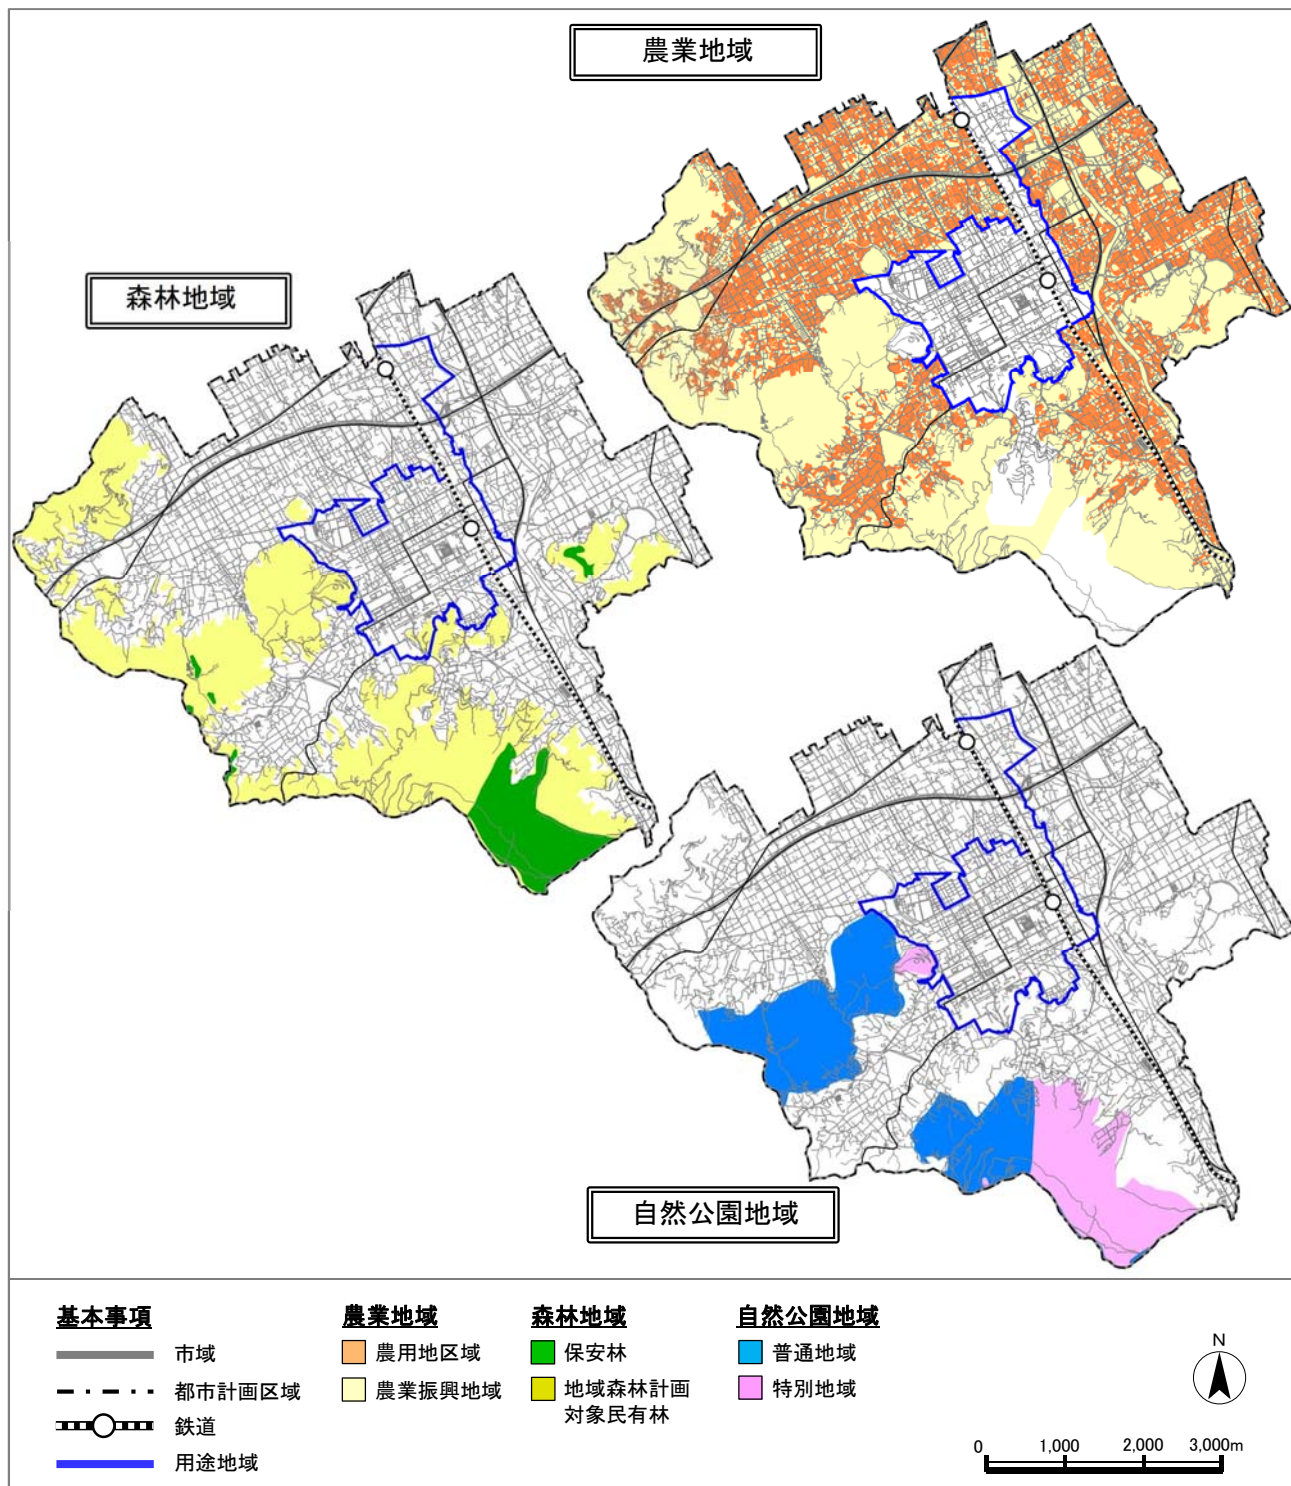 農業地域
森林地域
自然公園地域
基本事項
市域
都市計画区域
鉄道
用途地域
農業地域
農用地区域
農業振興地域
森林地域
保安林
地域森林計画
対象民有林
自然公園地域
普通地域
特別地域
N
0 1,000 2,000 3,000m